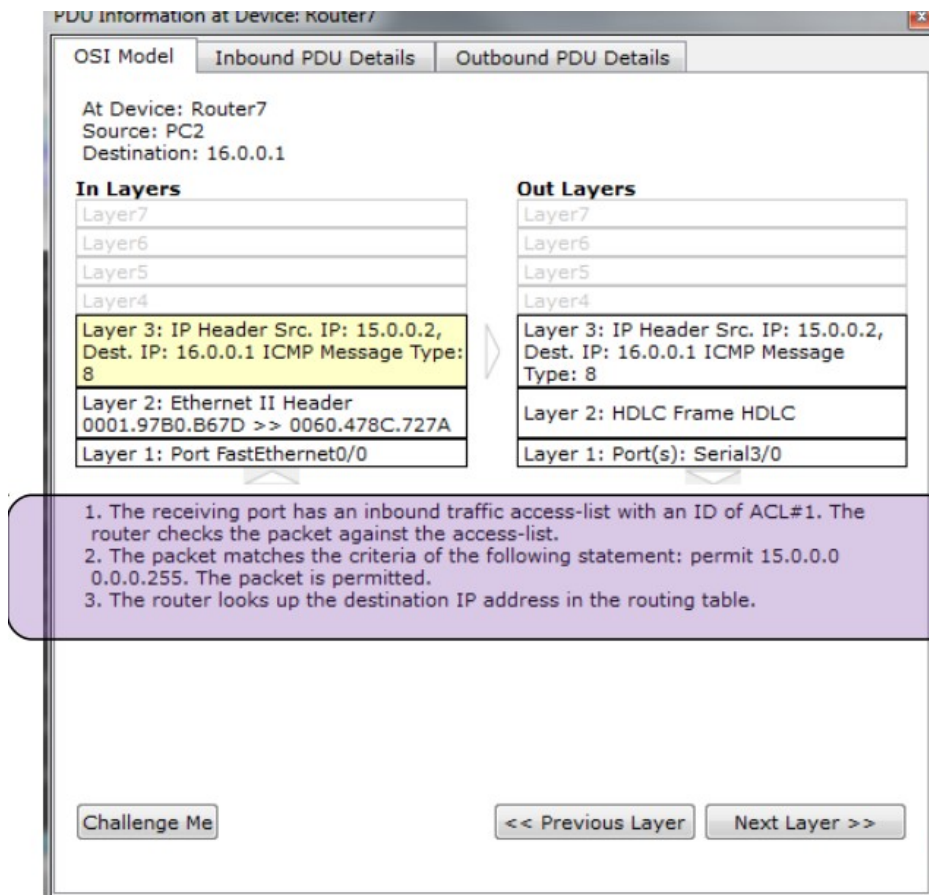 PDU Information at Device: Router7
OSI Model
Inbound PDU Details
Outbound PDU Details
At Device: Router7
Source: PC2
Destination: 16.0.0.1
In Layers
Layer7
Layer6
Layer5
Layer4
Layer 3: IP Header Src. IP: 15.0.0.2,
Dest. IP: 16.0.0.1 ICMP Message Type:
8
Layer 2: Ethernet II Header
0001.97B0.B67D >> 0060.478C.727A
Layer 1: Port FastEthernet0/0
Out Layers
Layer7
Layer6
Layer5
Layer4
Layer 3: IP Header Src. IP: 15.0.0.2,
Dest. IP: 16.0.0.1 ICMP Message
Type: 8
Layer 2: HDLC Frame HDLC
Layer 1: Port(s): Serial3/0
1. The receiving port has an inbound traffic access-list with an ID of ACL#1. The
router checks the packet against the access-list.
2. The packet matches the criteria of the following statement: permit 15.0.0.0
0.0.0.255. The packet is permitted.
3. The router looks up the destination IP address in the routing table.
Challenge Me
<< Previous Layer
Next Layer >>